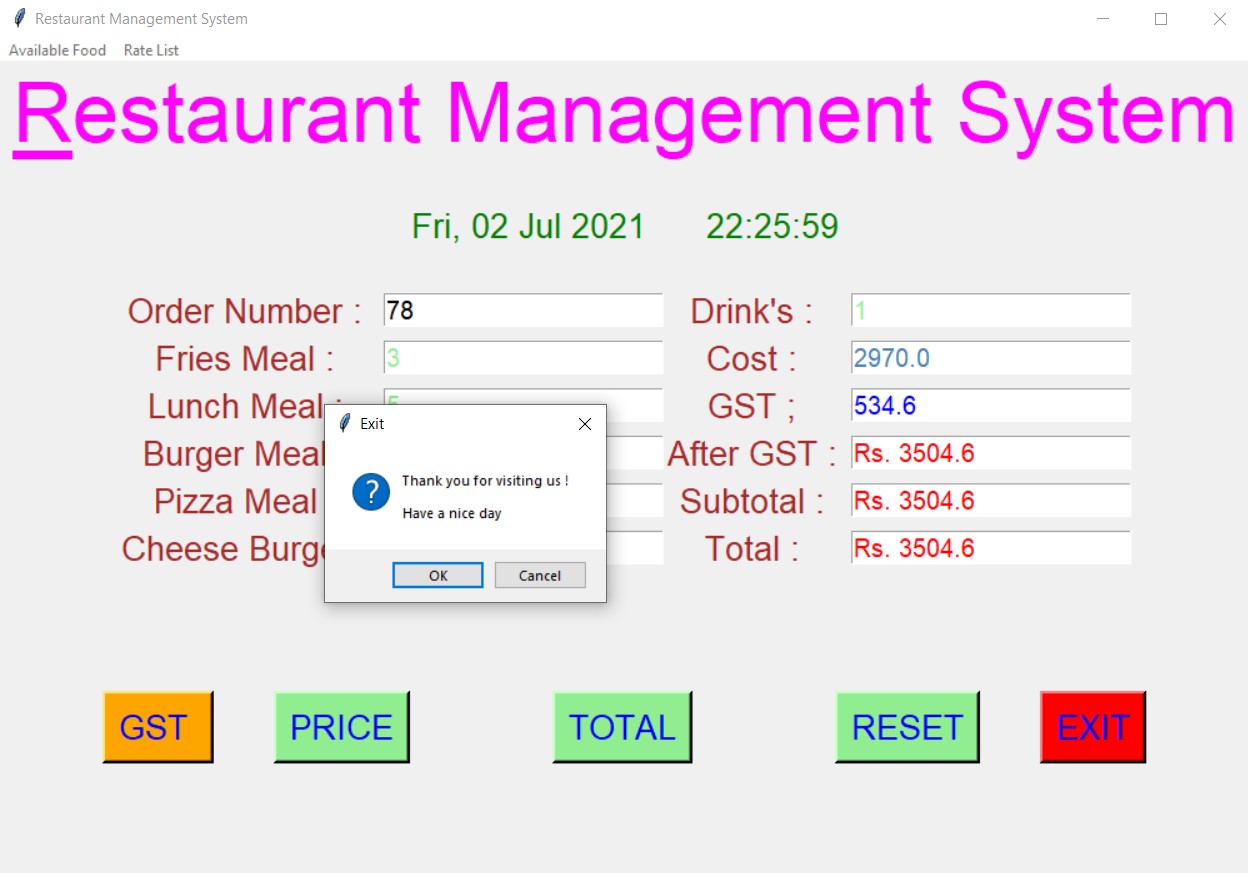 Restaurant Management System
Available Food Rate List
Restaurant Management System
Fri, 02 Jul 2021 22:25:59
Order Number : 78 Drink's : 1
Fries Meal : 3 Cost : 2970.0
Lunch Meal : GST ; 534.6
Burger Meal After GST : Rs. 3504.6
Pizza Meal Subtotal : Rs. 3504.6
Cheese Total : Rs. 3504.6
Exit
Thank you for visiting us !
Have a nice day
OK Cancel
GST PRICE TOTAL RESET EXIT